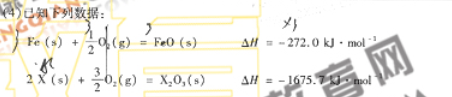 (4)已知下列数据:
Fe(s) + 1/2 O₂(g) = FeO(s)  ΔH = -272.0 kJ·mol⁻¹
2X(s) + 3/2 O₂(g) = X₂O₃(s)  ΔH = -1675.7 kJ·mol⁻¹